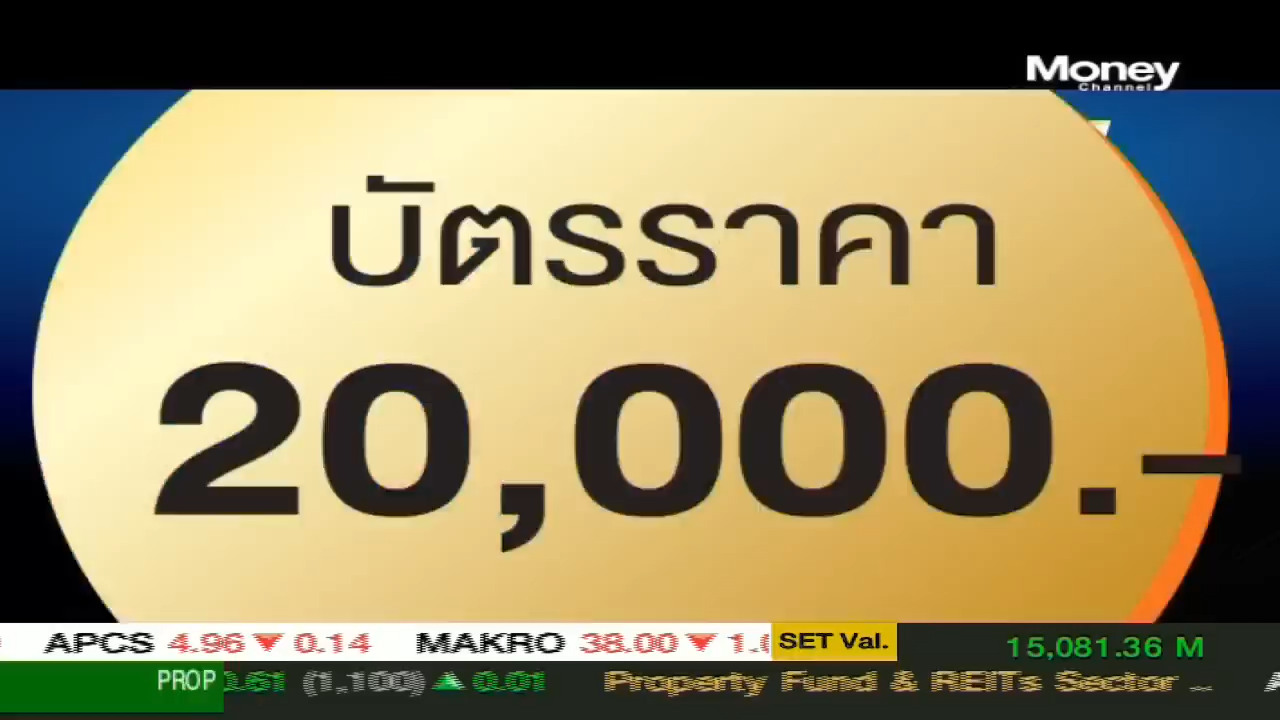 Money
Channel
บัตรราคา
20,000.-
APCS 4.96 ▼ 0.14 MAKRO 38.00 ▼ SET Val. 15,081.36 M
PROP 0.61 (1,100) ▲ 0.01 Property Fund & REITs Sector ..